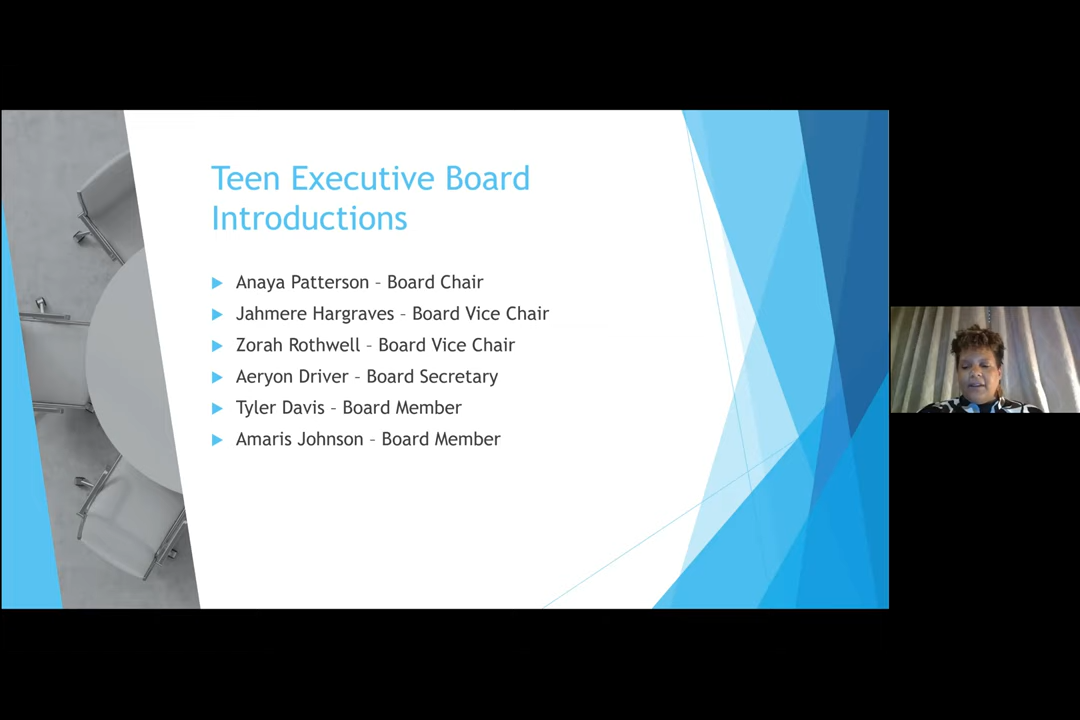 Teen Executive Board
Introductions
Anaya Patterson – Board Chair
Jahmere Hargraves – Board Vice Chair
Zorah Rothwell – Board Vice Chair
Aeryon Driver – Board Secretary
Tyler Davis – Board Member
Amaris Johnson – Board Member